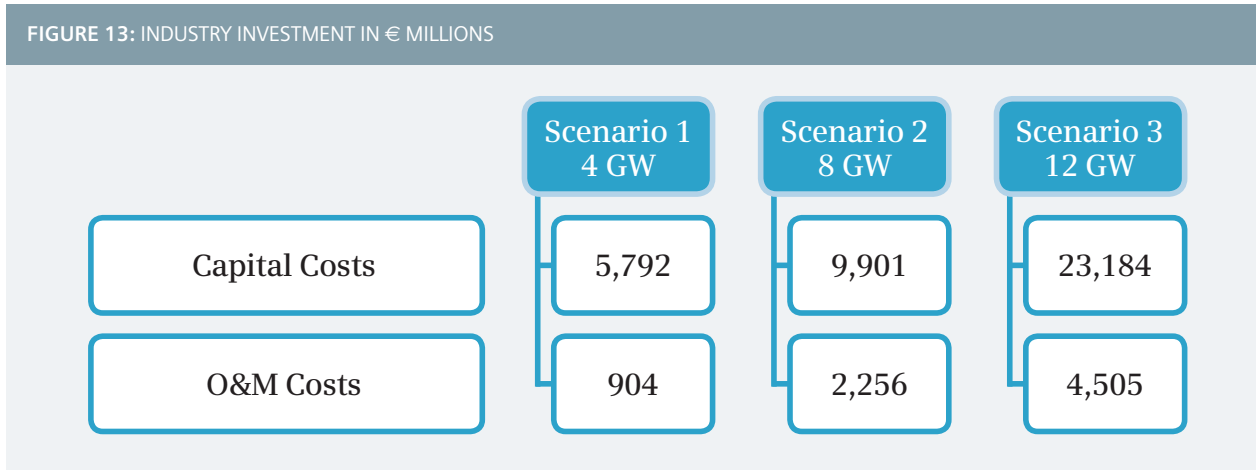 FIGURE 13: INDUSTRY INVESTMENT IN € MILLIONS
Scenario 1
4 GW
Scenario 2
8 GW
Scenario 3
12 GW
Capital Costs
5,792
9,901
23,184
O&M Costs
904
2,256
4,505